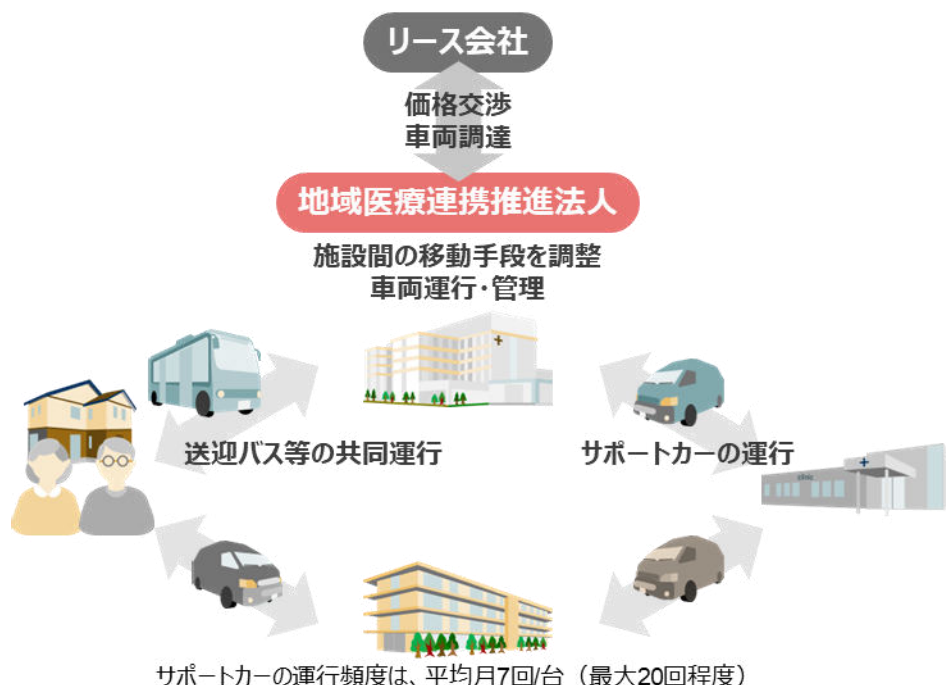 リース会社
価格交渉
車両調達
地域医療連携推進法人
施設間の移動手段を調整
車両運行・管理
送迎バス等の共同運行
サポートカーの運行
clinic
サポートカーの運行頻度は、平均月7回/台（最大20回程度）